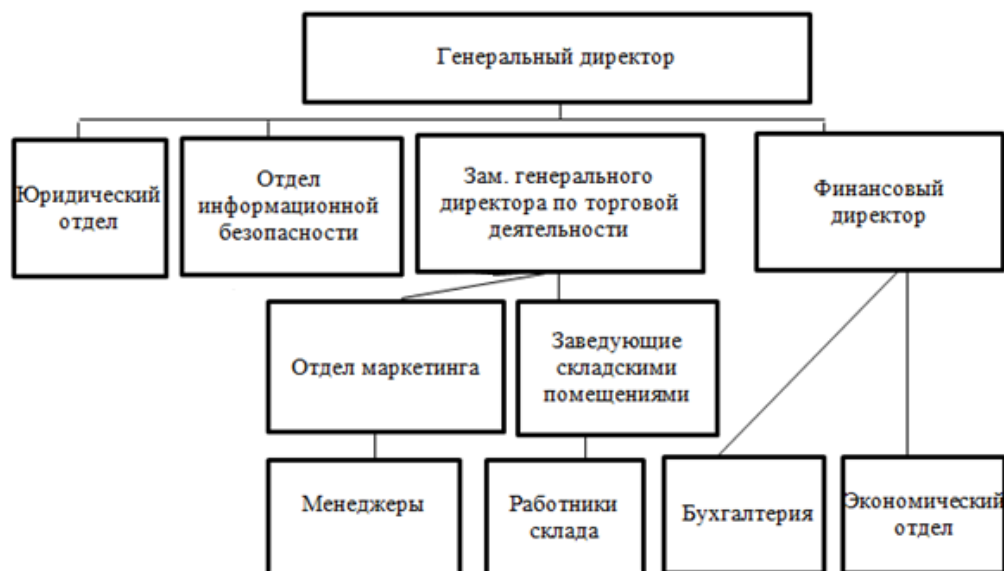 Генеральный директор
Юридический
отдел
Отдел
информационной
безопасности
Зам. генерального
директора по торговой
деятельности
Финансовый
директор
Отдел маркетинга
Заведующие
складскими
помещениями
Менеджеры
Работники
склада
Бухгалтерия
Экономический
отдел